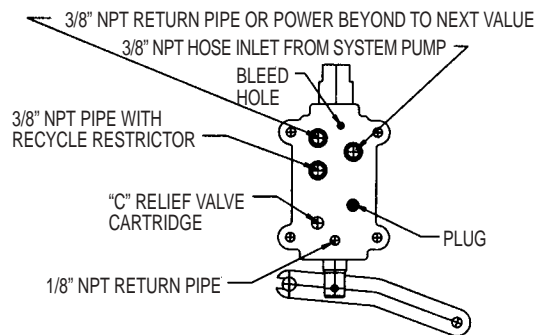 3/8” NPT RETURN PIPE OR POWER BEYOND TO NEXT VALUE
3/8” NPT HOSE INLET FROM SYSTEM PUMP
BLEED
HOLE
3/8” NPT PIPE WITH
RECYCLE RESTRICTOR
“C” RELIEF VALVE
CARTRIDGE
PLUG
1/8” NPT RETURN PIPE